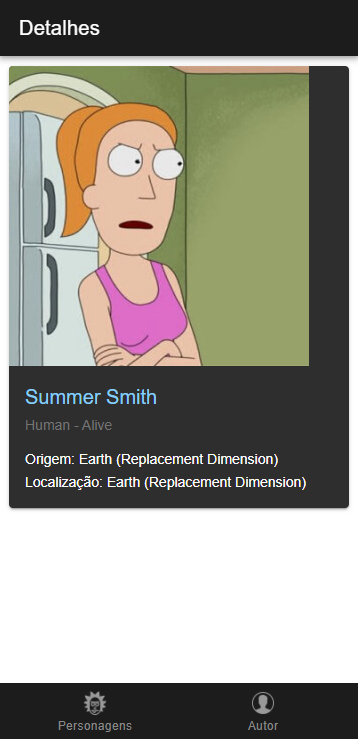 Detalhes
Summer Smith
Human - Alive
Origem: Earth (Replacement Dimension)
Localização: Earth (Replacement Dimension)
Personagens
Autor